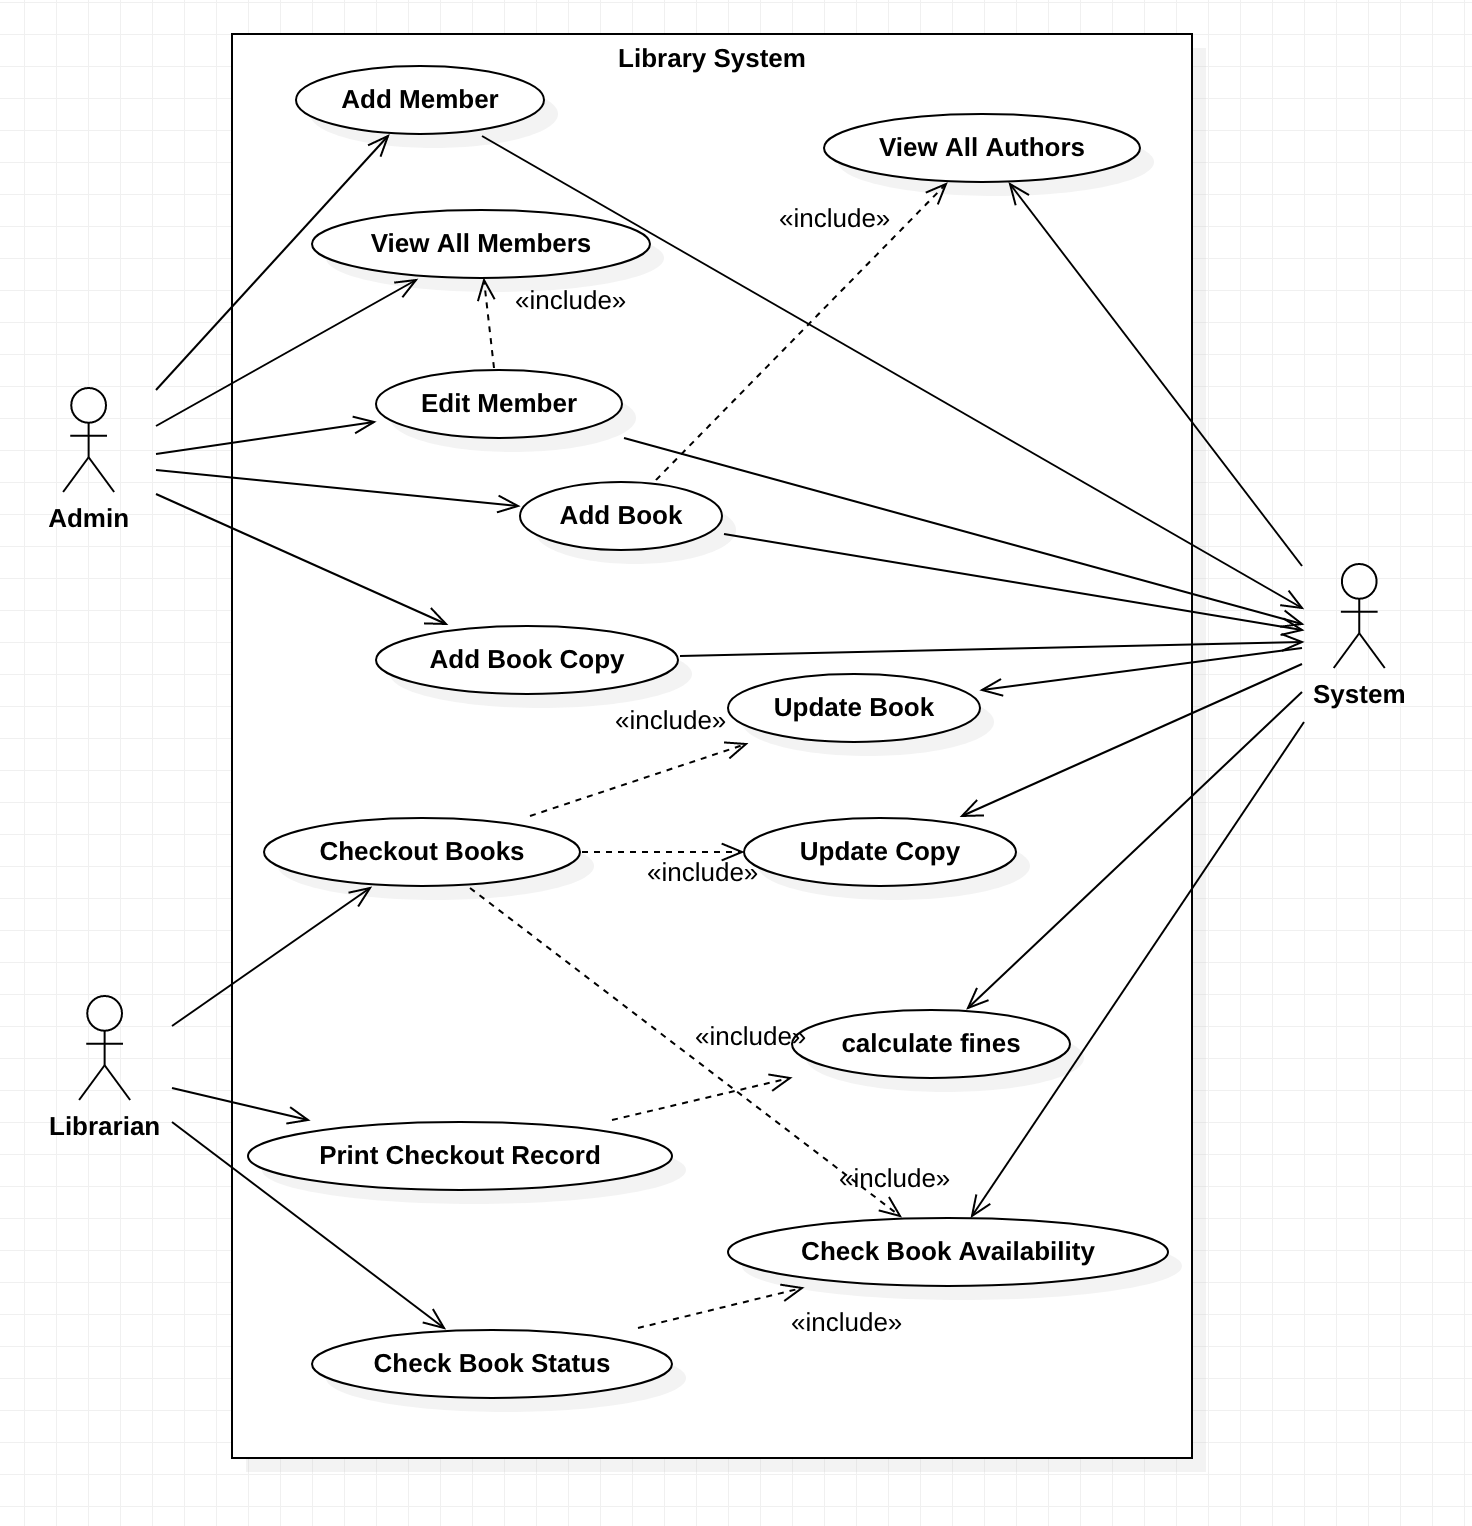 Library System
Add Member
View All Authors
«include»
View All Members
«include»
Edit Member
Add Book
Admin
Add Book Copy
System
Update Book
«include»
Checkout Books
Update Copy
«include»
«include»
calculate fines
Librarian
Print Checkout Record
«include»
Check Book Availability
«include»
Check Book Status